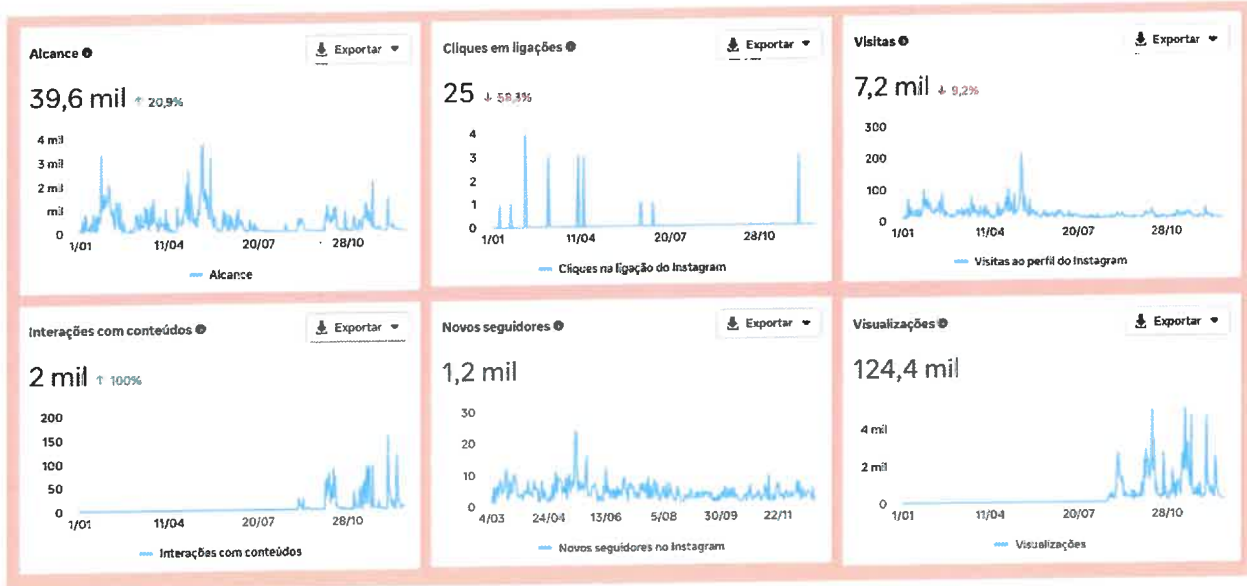 Alcance
Exportar
39,6 mil ↑ 20,9%
4 mil
3 mil
2 mil
mil
0
1/01 11/04 20/07 28/10
Alcance
Cliques em ligações
Exportar
25 ↓ 58,3%
4
3
2
1
0
1/01 11/04 20/07 28/10
Cliques na ligação do Instagram
Visitas
Exportar
7,2 mil ↓ 9,2%
300
200
100
0
1/01 11/04 20/07 28/10
Visitas ao perfil do Instagram
Interações com conteúdos
Exportar
2 mil ↑ 100%
200
150
100
50
0
1/01 11/04 20/07 28/10
Interações com conteúdos
Novos seguidores
Exportar
1,2 mil
30
20
10
0
4/03 24/04 13/06 5/08 30/09 22/11
Novos seguidores no Instagram
Visualizações
Exportar
124,4 mil
4 mil
2 mil
0
1/01 11/04 20/07 28/10
Visualizações